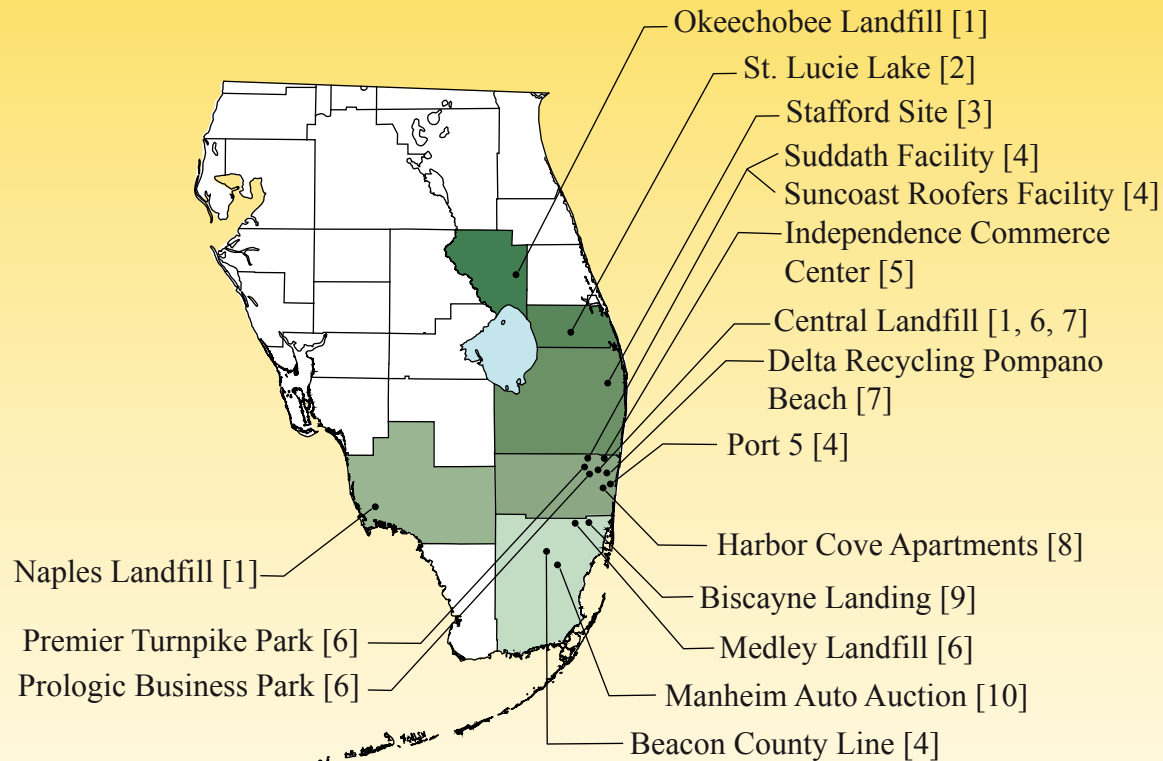 Okeechobee Landfill [1]
St. Lucie Lake [2]
Stafford Site [3]
Suddath Facility [4]
Suncoast Roofers Facility [4]
Independence Commerce
Center [5]
Central Landfill [1, 6, 7]
Delta Recycling Pompano
Beach [7]
Port 5 [4]
Harbor Cove Apartments [8]
Biscayne Landing [9]
Medley Landfill [6]
Manheim Auto Auction [10]
Beacon County Line [4]
Naples Landfill [1]
Premier Turnpike Park [6]
Prologic Business Park [6]